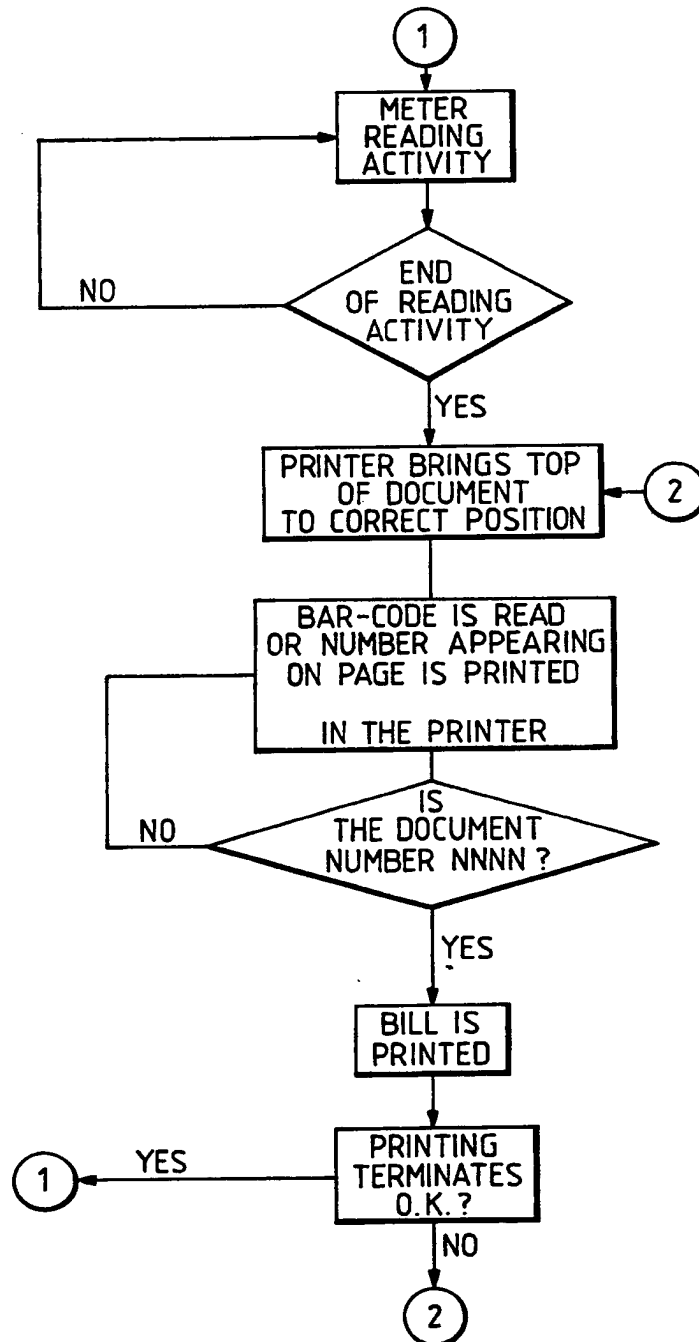 1
METER
READING
ACTIVITY
END
OF READING
ACTIVITY
NO
YES
PRINTER BRINGS TOP
OF DOCUMENT
TO CORRECT POSITION
2
BAR-CODE IS READ
OR NUMBER APPEARING
ON PAGE IS PRINTED
IN THE PRINTER
IS
THE DOCUMENT
NUMBER NNNN ?
NO
YES
BILL IS
PRINTED
PRINTING
TERMINATES
O.K.?
YES
1
NO
2